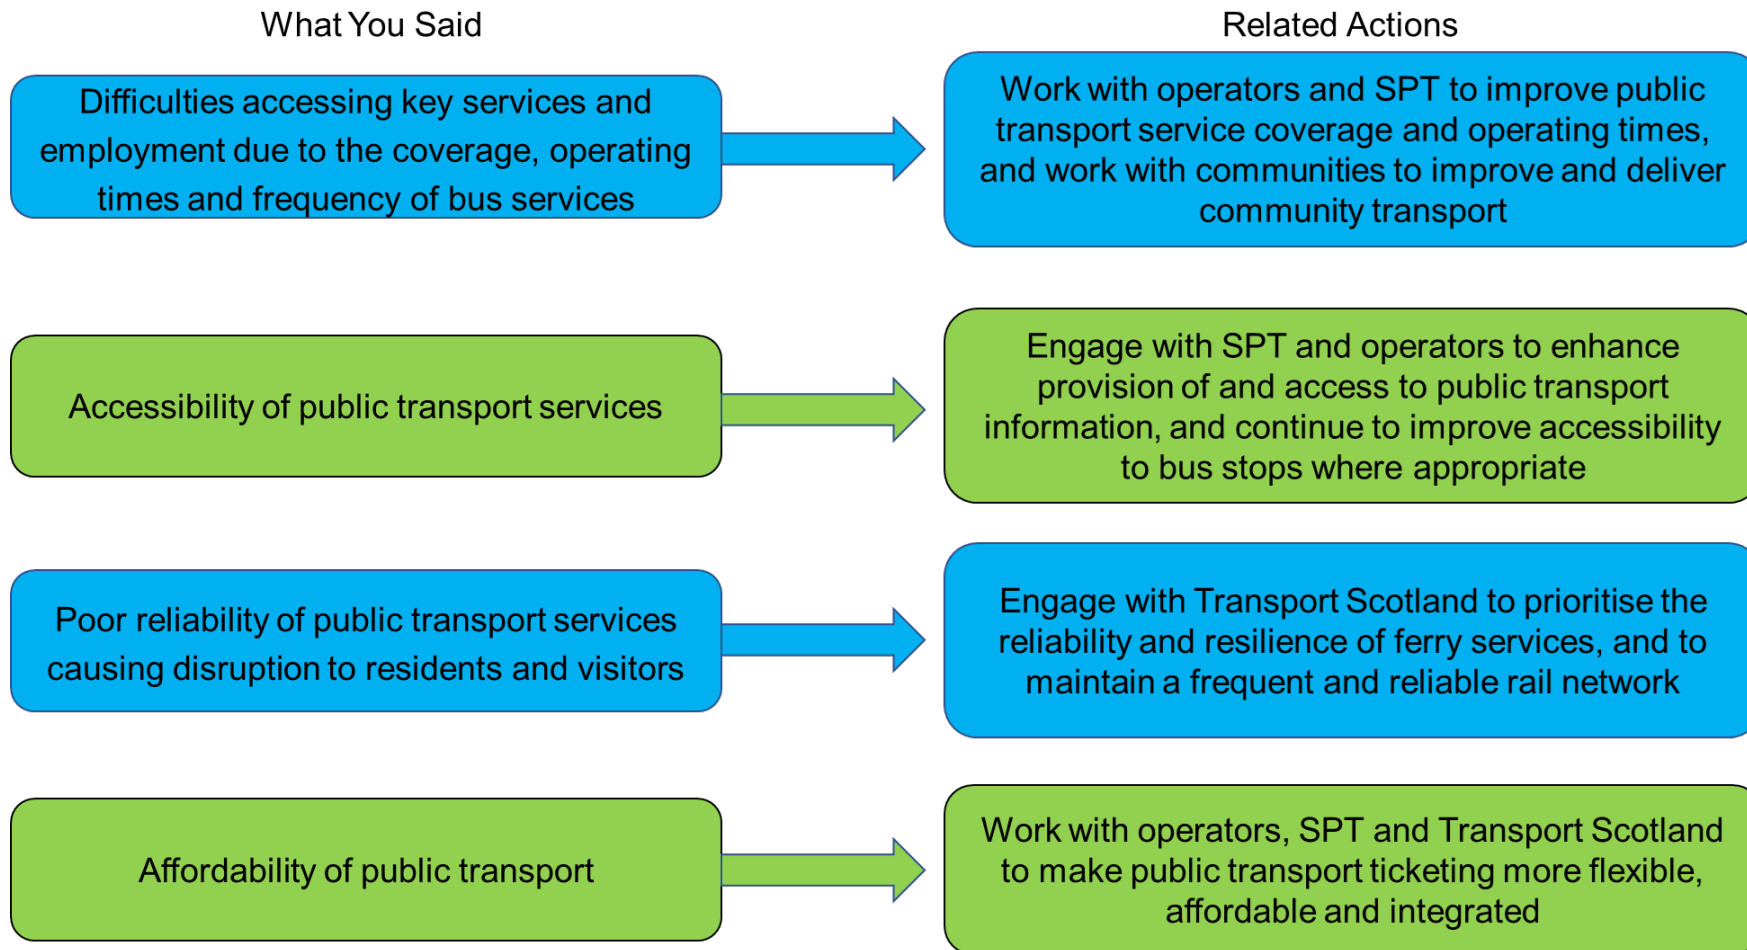 What You Said
Related Actions
Difficulties accessing key services and
employment due to the coverage, operating
times and frequency of bus services
Work with operators and SPT to improve public
transport service coverage and operating times,
and work with communities to improve and deliver
community transport
Accessibility of public transport services
Engage with SPT and operators to enhance
provision of and access to public transport
information, and continue to improve accessibility
to bus stops where appropriate
Poor reliability of public transport services
causing disruption to residents and visitors
Engage with Transport Scotland to prioritise the
reliability and resilience of ferry services, and to
maintain a frequent and reliable rail network
Affordability of public transport
Work with operators, SPT and Transport Scotland
to make public transport ticketing more flexible,
affordable and integrated